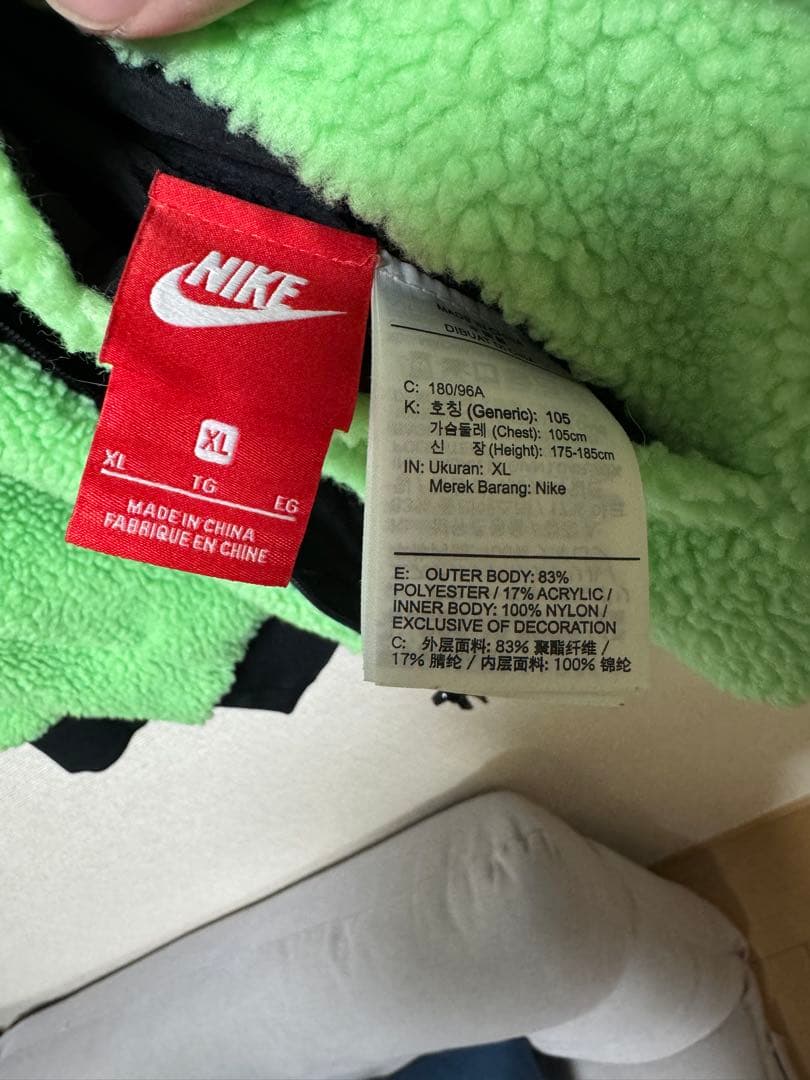 NIKE
XL
XL TG EG
MADE IN CHINA
FABRIQUE EN CHINE
C: 180/96A
K: 호칭 (Generic): 105
가슴둘레 (Chest): 105cm
신 장 (Height): 175-185cm
IN: Ukuran: XL
Merek Barang: Nike
E: OUTER BODY: 83%
POLYESTER / 17% ACRYLIC /
INNER BODY: 100% NYLON /
EXCLUSIVE OF DECORATION
C: 外层面料: 83% 聚酯纤维 /
17% 腈纶 / 内层面料: 100% 锦纶